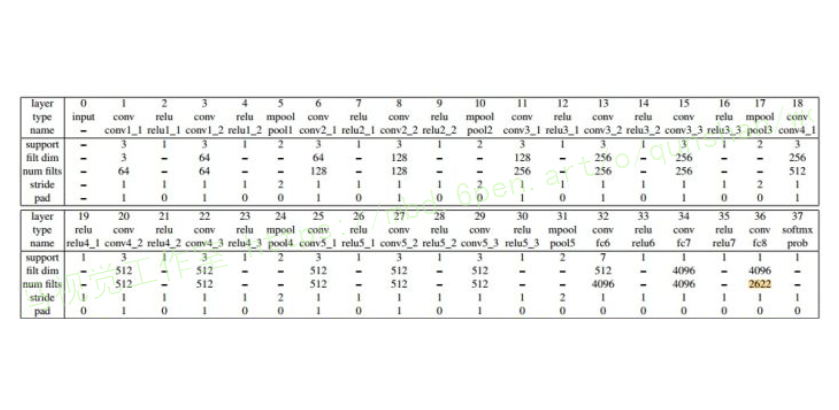 layer 0 1 2 3 4 5 6 7 8 9 10 11 12 13 14 15 16 17 18
type input conv relu conv relu mpool conv relu conv relu mpool conv relu conv relu conv relu mpool conv
name – conv1_1 relu1_1 conv1_2 relu1_2 pool1 conv2_1 relu2_1 conv2_2 relu2_2 pool2 conv3_1 relu3_1 conv3_2 relu3_2 conv3_3 relu3_3 pool3 conv4_1
support – 3 1 3 1 2 3 1 3 1 2 3 1 3 1 3 1 2 3
filt dim – 3 – 64 – – 64 – 128 – – 128 – 256 – 256 – – 256
num filts – 64 – 64 – – 128 – 128 – – 256 – 256 – 256 – – 512
stride – 1 1 1 1 2 1 1 1 1 2 1 1 1 1 1 1 2 1
pad – 1 0 1 0 0 1 0 1 0 0 1 0 1 0 1 0 0 1
layer 19 20 21 22 23 24 25 26 27 28 29 30 31 32 33 34 35 36 37
type relu conv relu conv relu mpool conv relu conv relu conv relu mpool conv relu conv relu conv softmx
name relu4_1 conv4_2 relu4_2 conv4_3 relu4_3 pool4 conv5_1 relu5_1 conv5_2 relu5_2 conv5_3 relu5_3 pool5 fc6 relu6 fc7 relu7 fc8 prob
support 1 3 1 3 1 2 3 1 3 1 3 1 2 7 1 1 1 1 1
filt dim – 512 – 512 – – 512 – 512 – 512 – – 512 – 4096 – 4096 –
num filts – 512 – 512 – – 512 – 512 – 512 – – 4096 – 4096 – 2622 –
stride 1 1 1 1 1 2 1 1 1 1 1 1 2 1 1 1 1 1 1
pad 0 1 0 1 0 0 1 0 1 0 1 0 0 0 0 0 0 0 0
视觉工作室